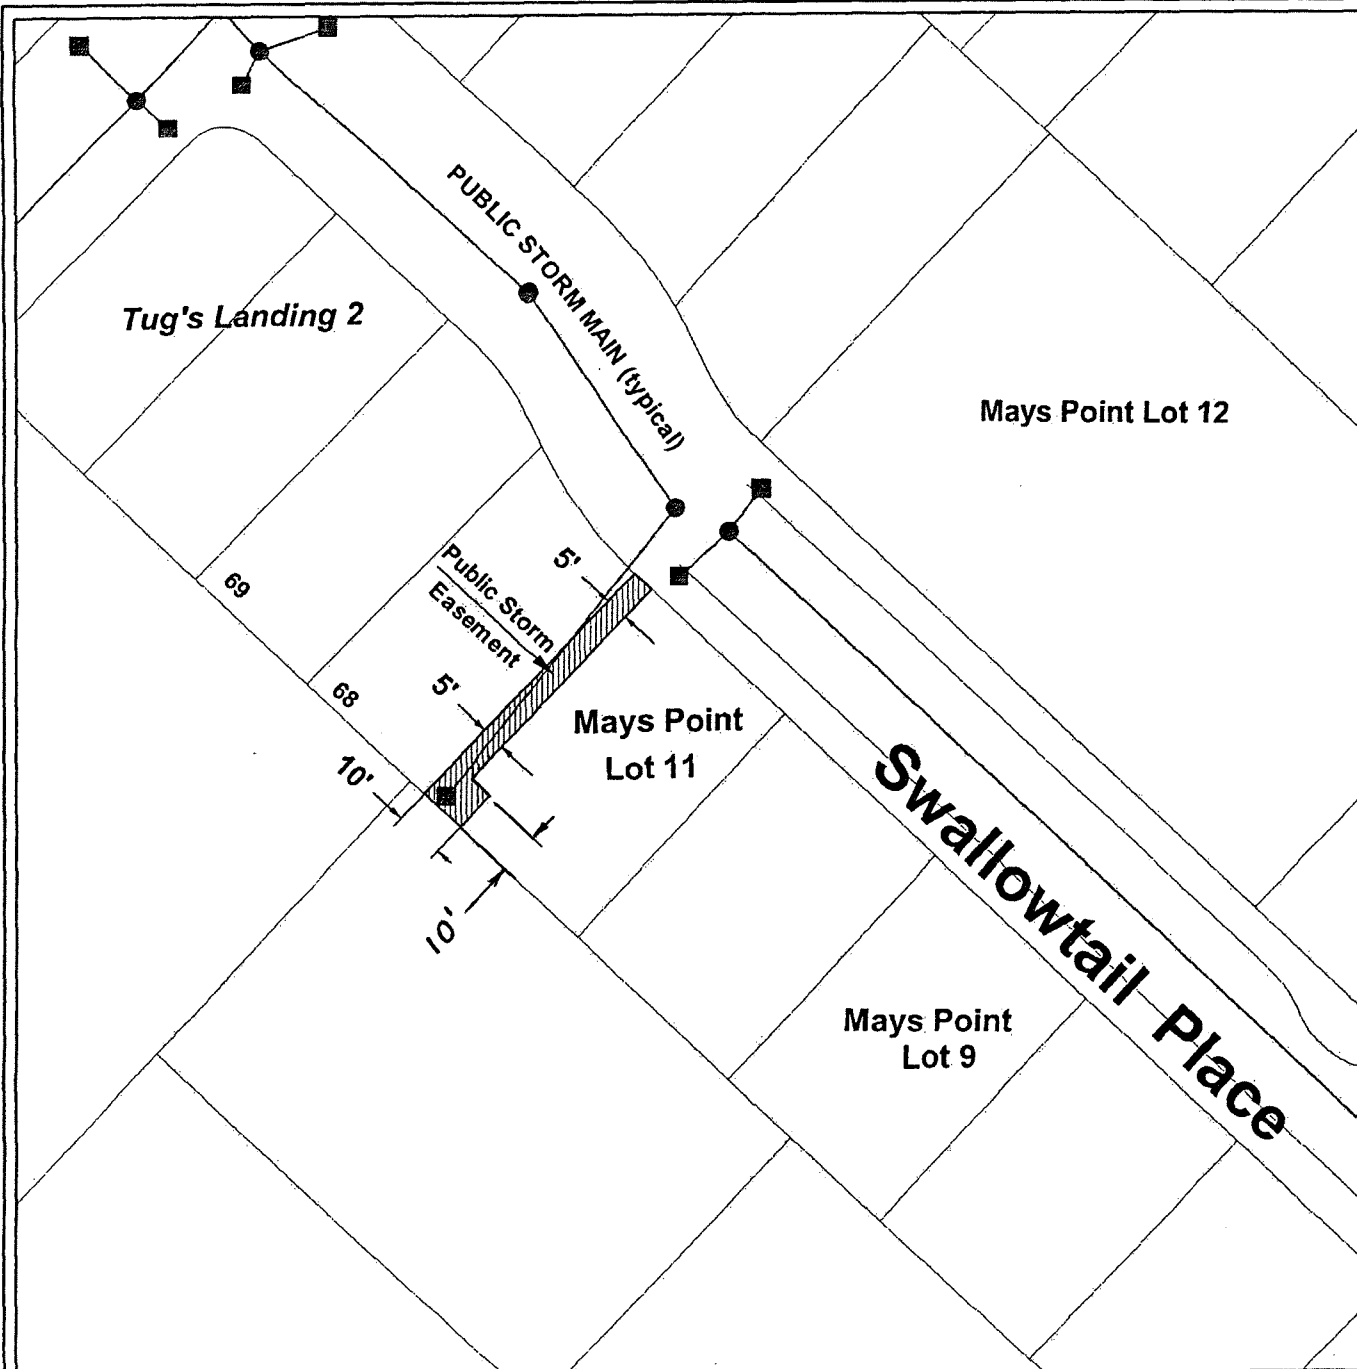 PUBLIC STORM MAIN (typical)
Tug's Landing 2
Mays Point Lot 12
5'
Public Storm
Easement
69
68
5'
10'
Mays Point
Lot 11
10'
Swallowtail Place
Mays Point
Lot 9